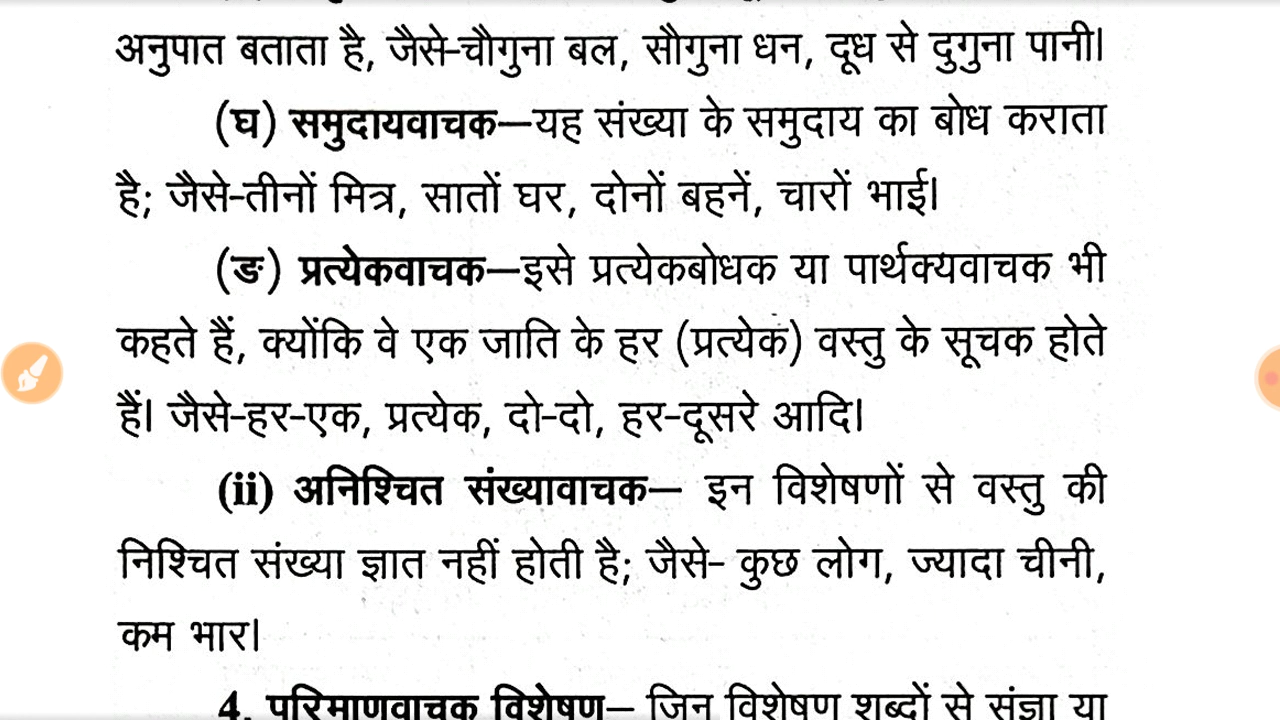 अनुपात बताता है, जैसे-चौगुना बल, सौगुना धन, दूध से दुगुना पानी।
(घ) समुदायवाचक—यह संख्या के समुदाय का बोध कराता
है; जैसे-तीनों मित्र, सातों घर, दोनों बहनें, चारों भाई।
(ङ) प्रत्येकवाचक—इसे प्रत्येकबोधक या पार्थक्यवाचक भी
कहते हैं, क्योंकि वे एक जाति के हर (प्रत्येक) वस्तु के सूचक होते
हैं। जैसे-हर-एक, प्रत्येक, दो-दो, हर-दूसरे आदि।
(ii) अनिश्चित संख्यावाचक— इन विशेषणों से वस्तु की
निश्चित संख्या ज्ञात नहीं होती है; जैसे- कुछ लोग, ज्यादा चीनी,
कम भार।
4. परिमाणवाचक विशेषण— जिन विशेषण शब्दों से संज्ञा या